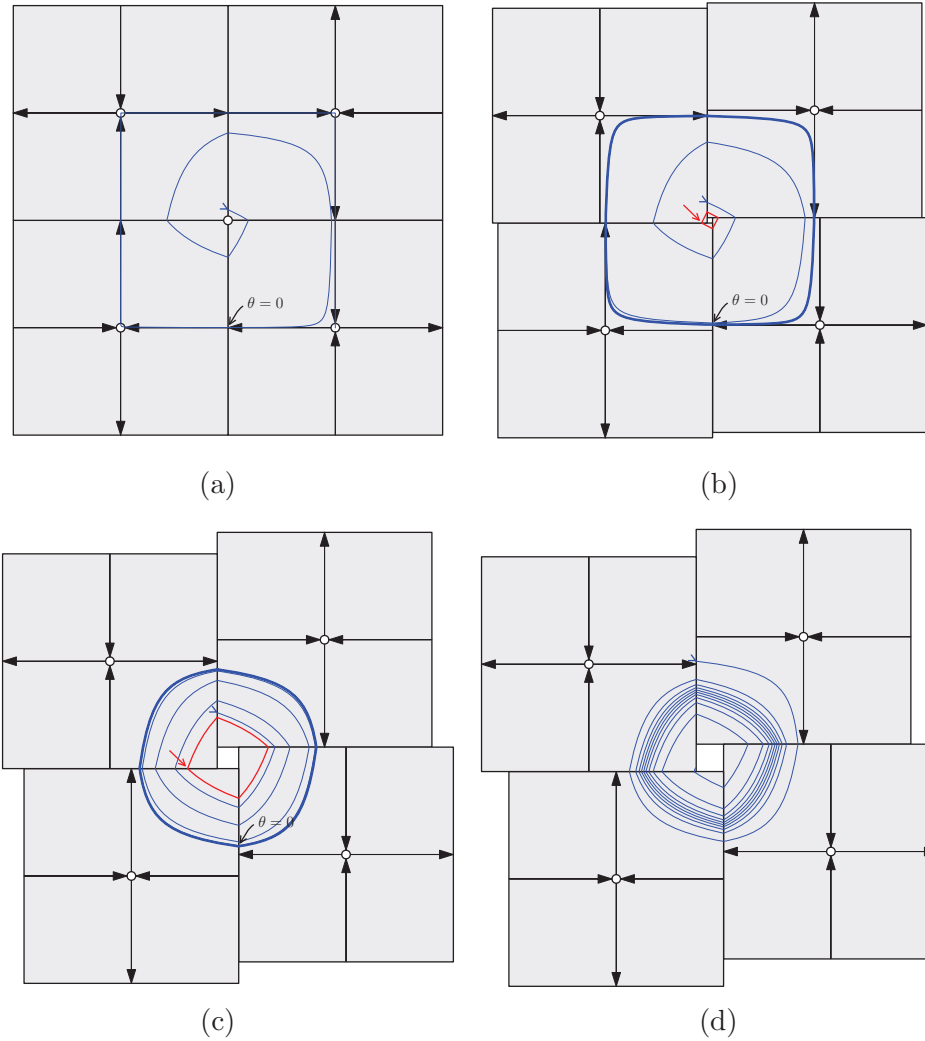 θ = 0
θ = 0
(a)
(b)
θ = 0
(c)
(d)